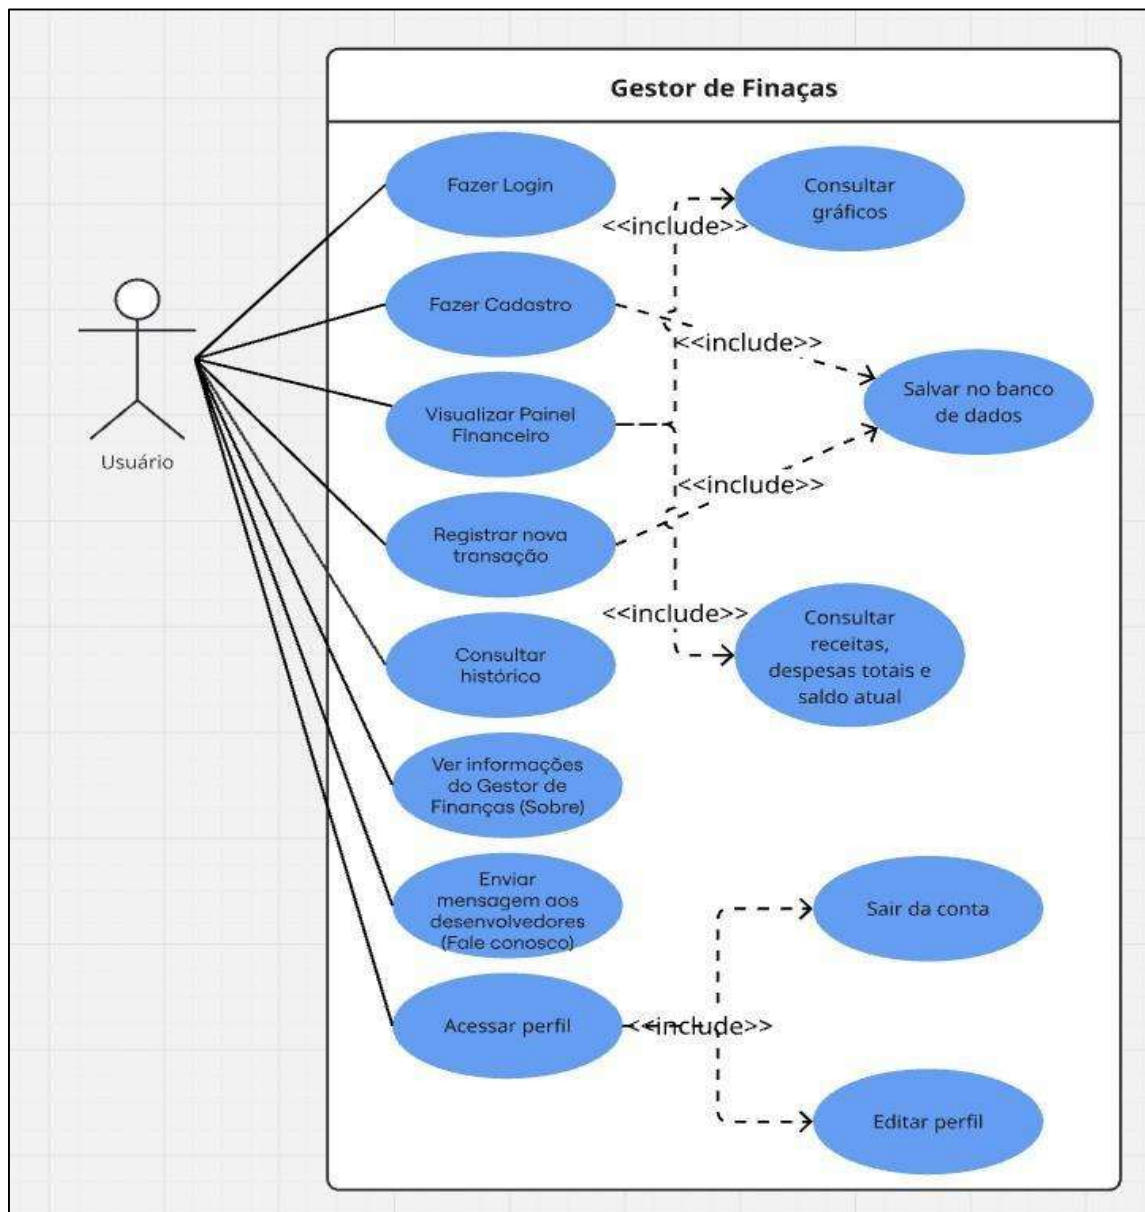 Gestor de Finaças
Fazer Login
Consultar
gráficos
<<include>>
Fazer Cadastro
<<include>>
Salvar no banco
de dados
Visualizar Painel
Financeiro
Usuário
<<include>>
Registrar nova
transação
<<include>>
Consultar
receitas,
despesas totais e
saldo atual
Consultar
histórico
Ver informações
do Gestor de
Finanças (Sobre)
Enviar
mensagem aos
desenvolvedores
(Fale conosco)
Sair da conta
Acessar perfil
<<include>>
Editar perfil